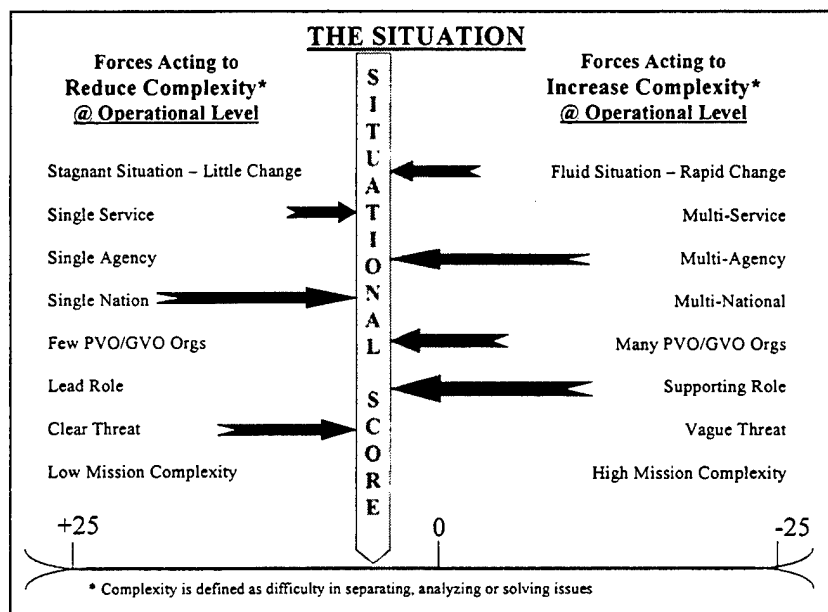 THE SITUATION
Forces Acting to
Reduce Complexity*
@ Operational Level
Forces Acting to
Increase Complexity*
@ Operational Level
SITUATIONAL SCORE
Stagnant Situation – Little Change
Fluid Situation – Rapid Change
Single Service
Multi-Service
Single Agency
Multi-Agency
Single Nation
Multi-National
Few PVO/GVO Orgs
Many PVO/GVO Orgs
Lead Role
Supporting Role
Clear Threat
Vague Threat
Low Mission Complexity
High Mission Complexity
+25
0
-25
* Complexity is defined as difficulty in separating, analyzing or solving issues